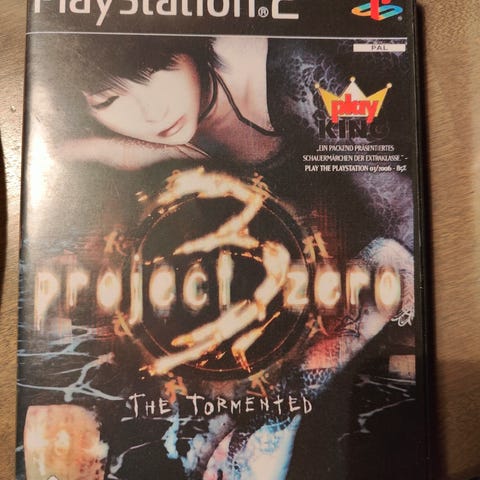 PlayStation®2
PAL
play
KING
„EIN PACKEND PRÄSENTIERTES
SCHAUERMÄRCHEN DER EXTRAKLASSE."-
PLAY THE PLAYSTATION 03/2006 - 85%
3
project zero
THE TORMENTED